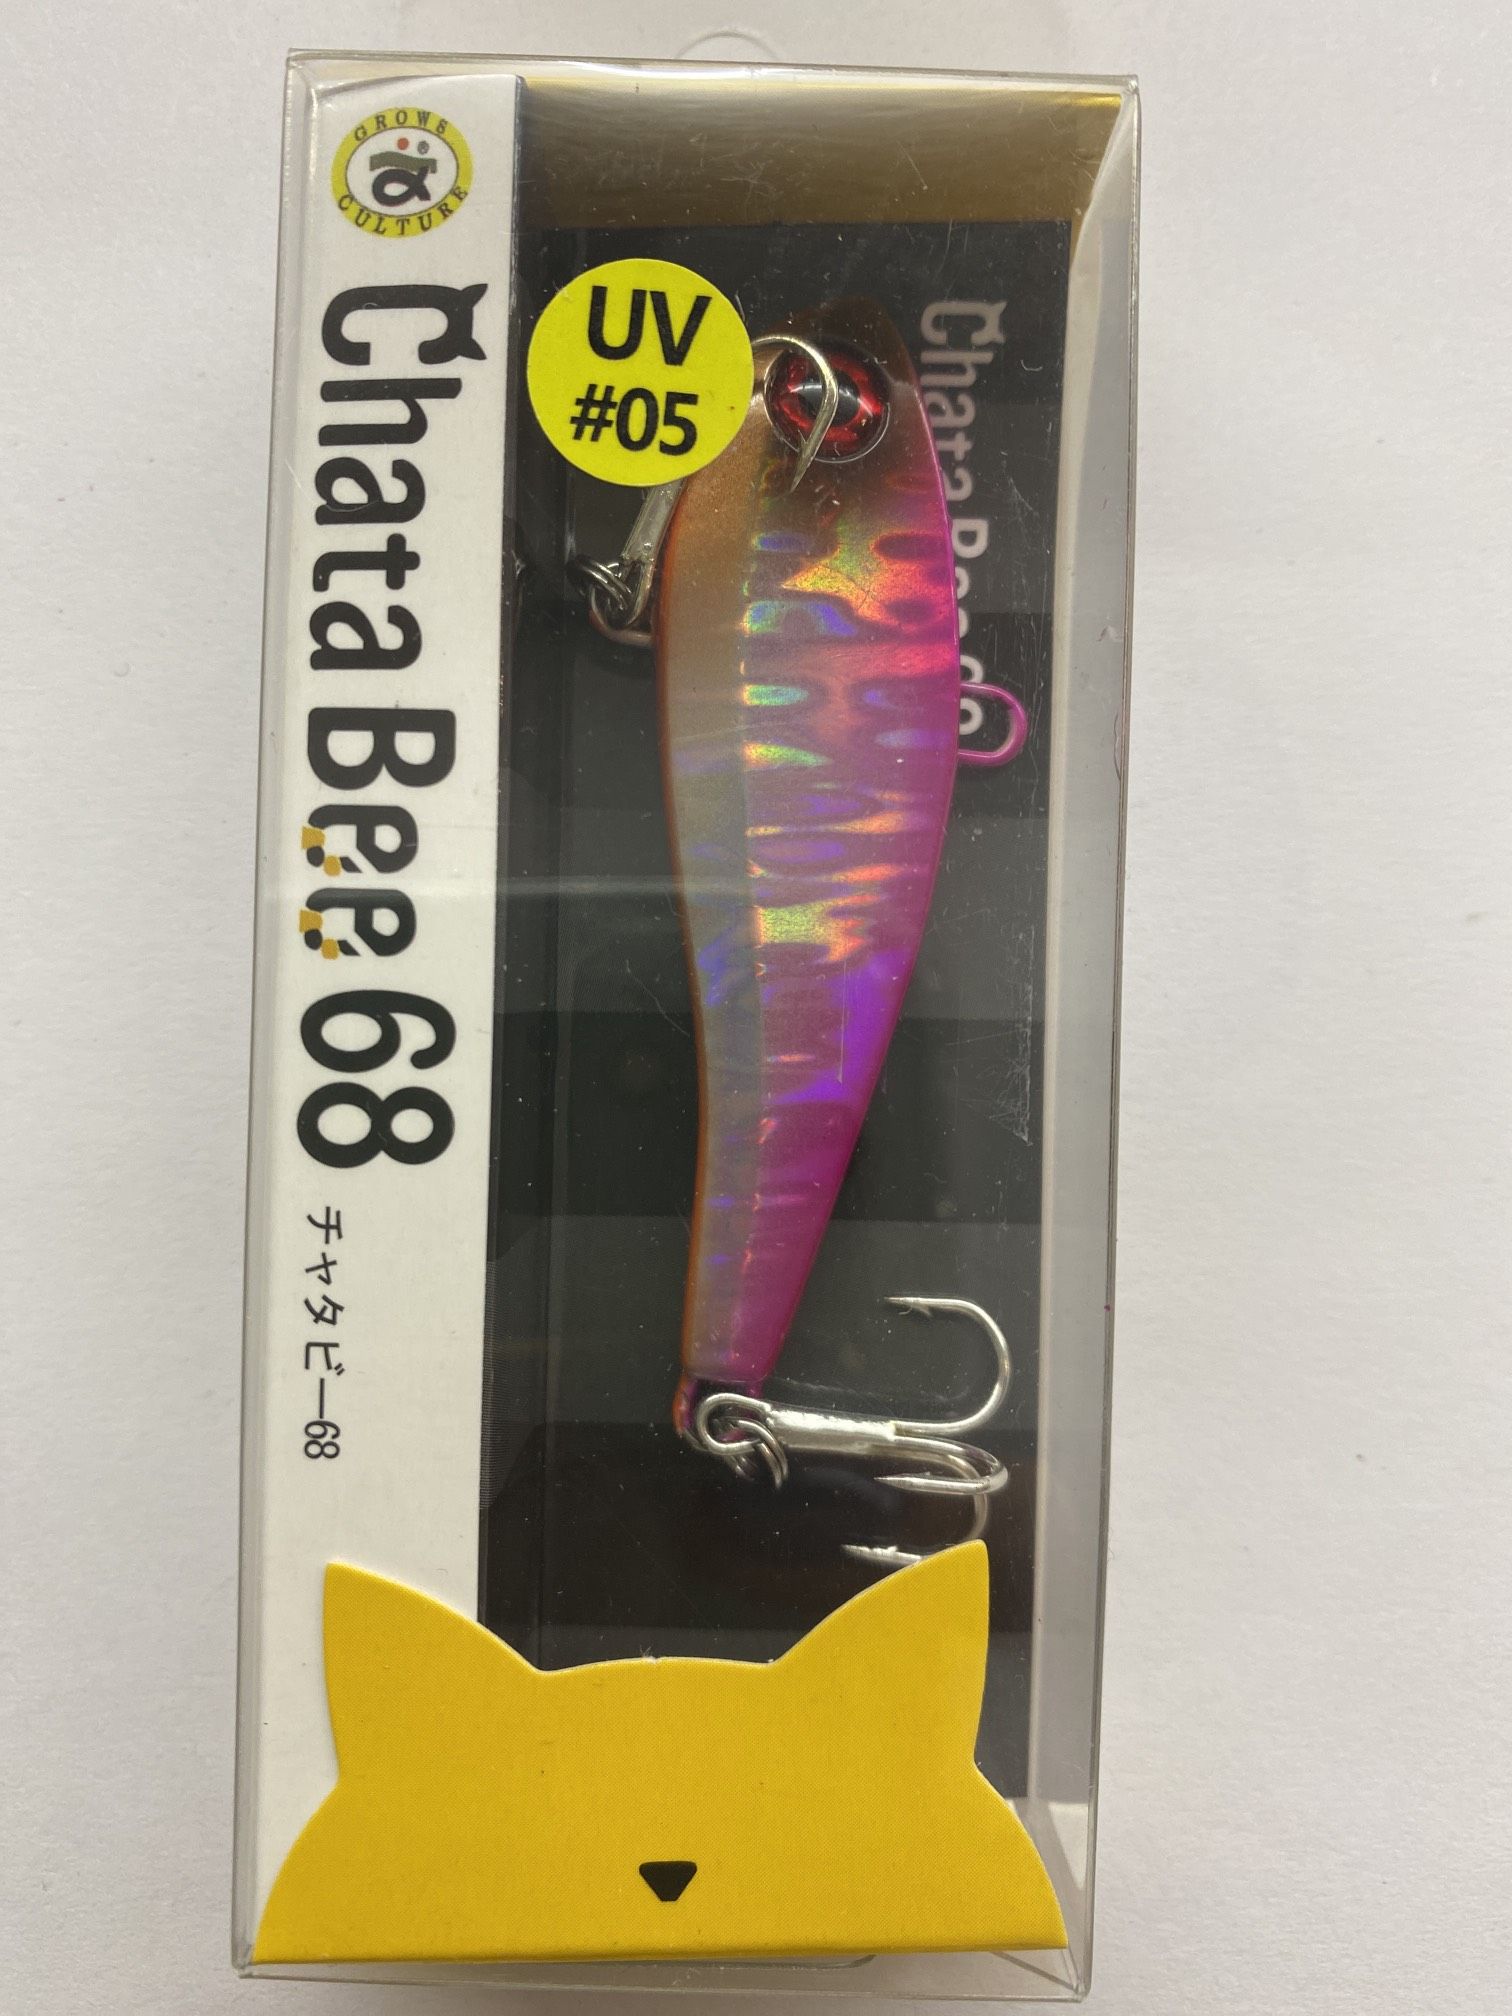 GROWS
CULTURE
®
Chata Bee 68
チャタビー68
UV
#05
Chata Bee 68